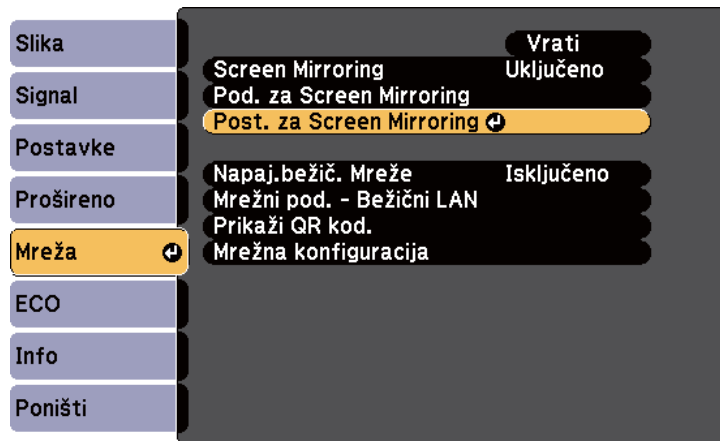 Slika
Signal
Postavke
Prošireno
Mreža
ECO
Info
Poništi
Vrati
Screen Mirroring Uključeno
Pod. za Screen Mirroring
Post. za Screen Mirroring
Napaj.bežič. Mreže Isključeno
Mrežni pod. - Bežični LAN
Prikaži QR kod.
Mrežna konfiguracija